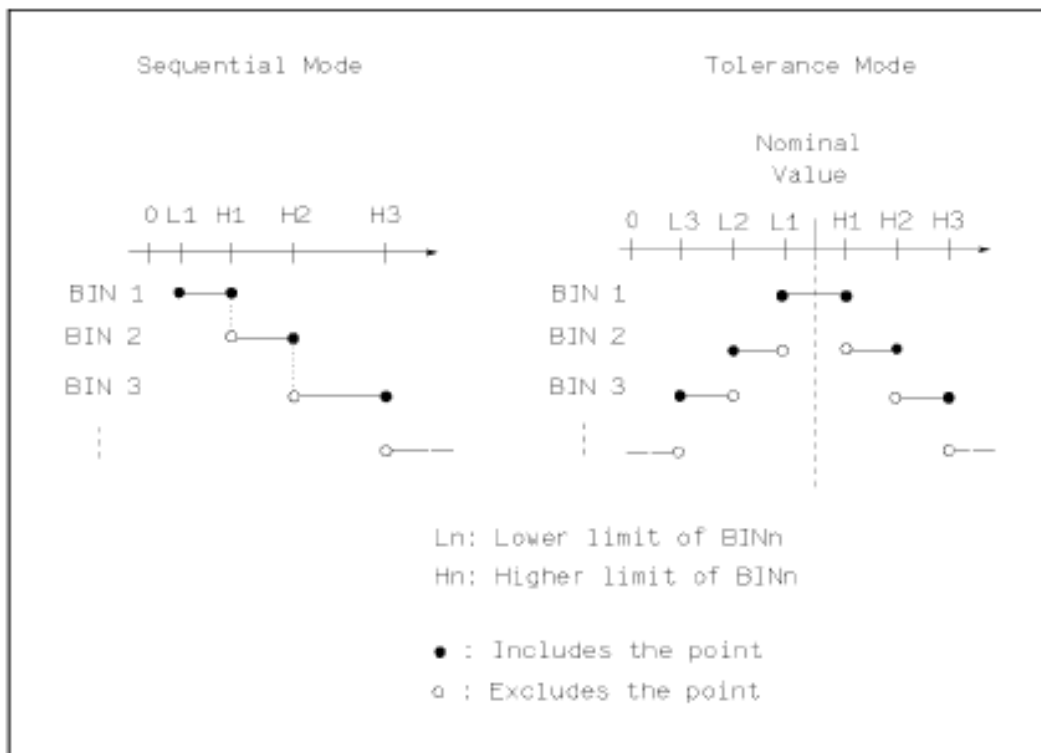 Sequential Mode
Tolerance Mode
Nominal
Value
0 L1 H1 H2 H3
0 L3 L2 L1 H1 H2 H3
BIN 1
BIN 2
BIN 3
BIN 1
BIN 2
BIN 3
Ln: Lower limit of BINn
Hn: Higher limit of BINn
● : Includes the point
○ : Excludes the point